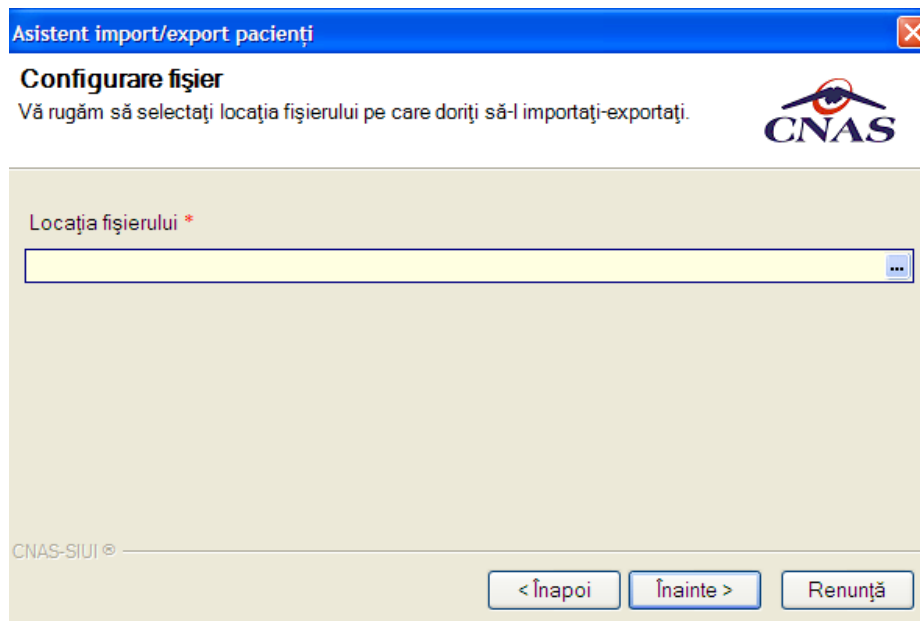 Asistent import/export pacienți
Configurare fişier
Vă rugăm să selectaţi locaţia fişierului pe care doriţi să-l importaţi-exportaţi.
CNAS
Locaţia fişierului *
...
CNAS-SIUI ®
< Înapoi
Înainte >
Renunţă